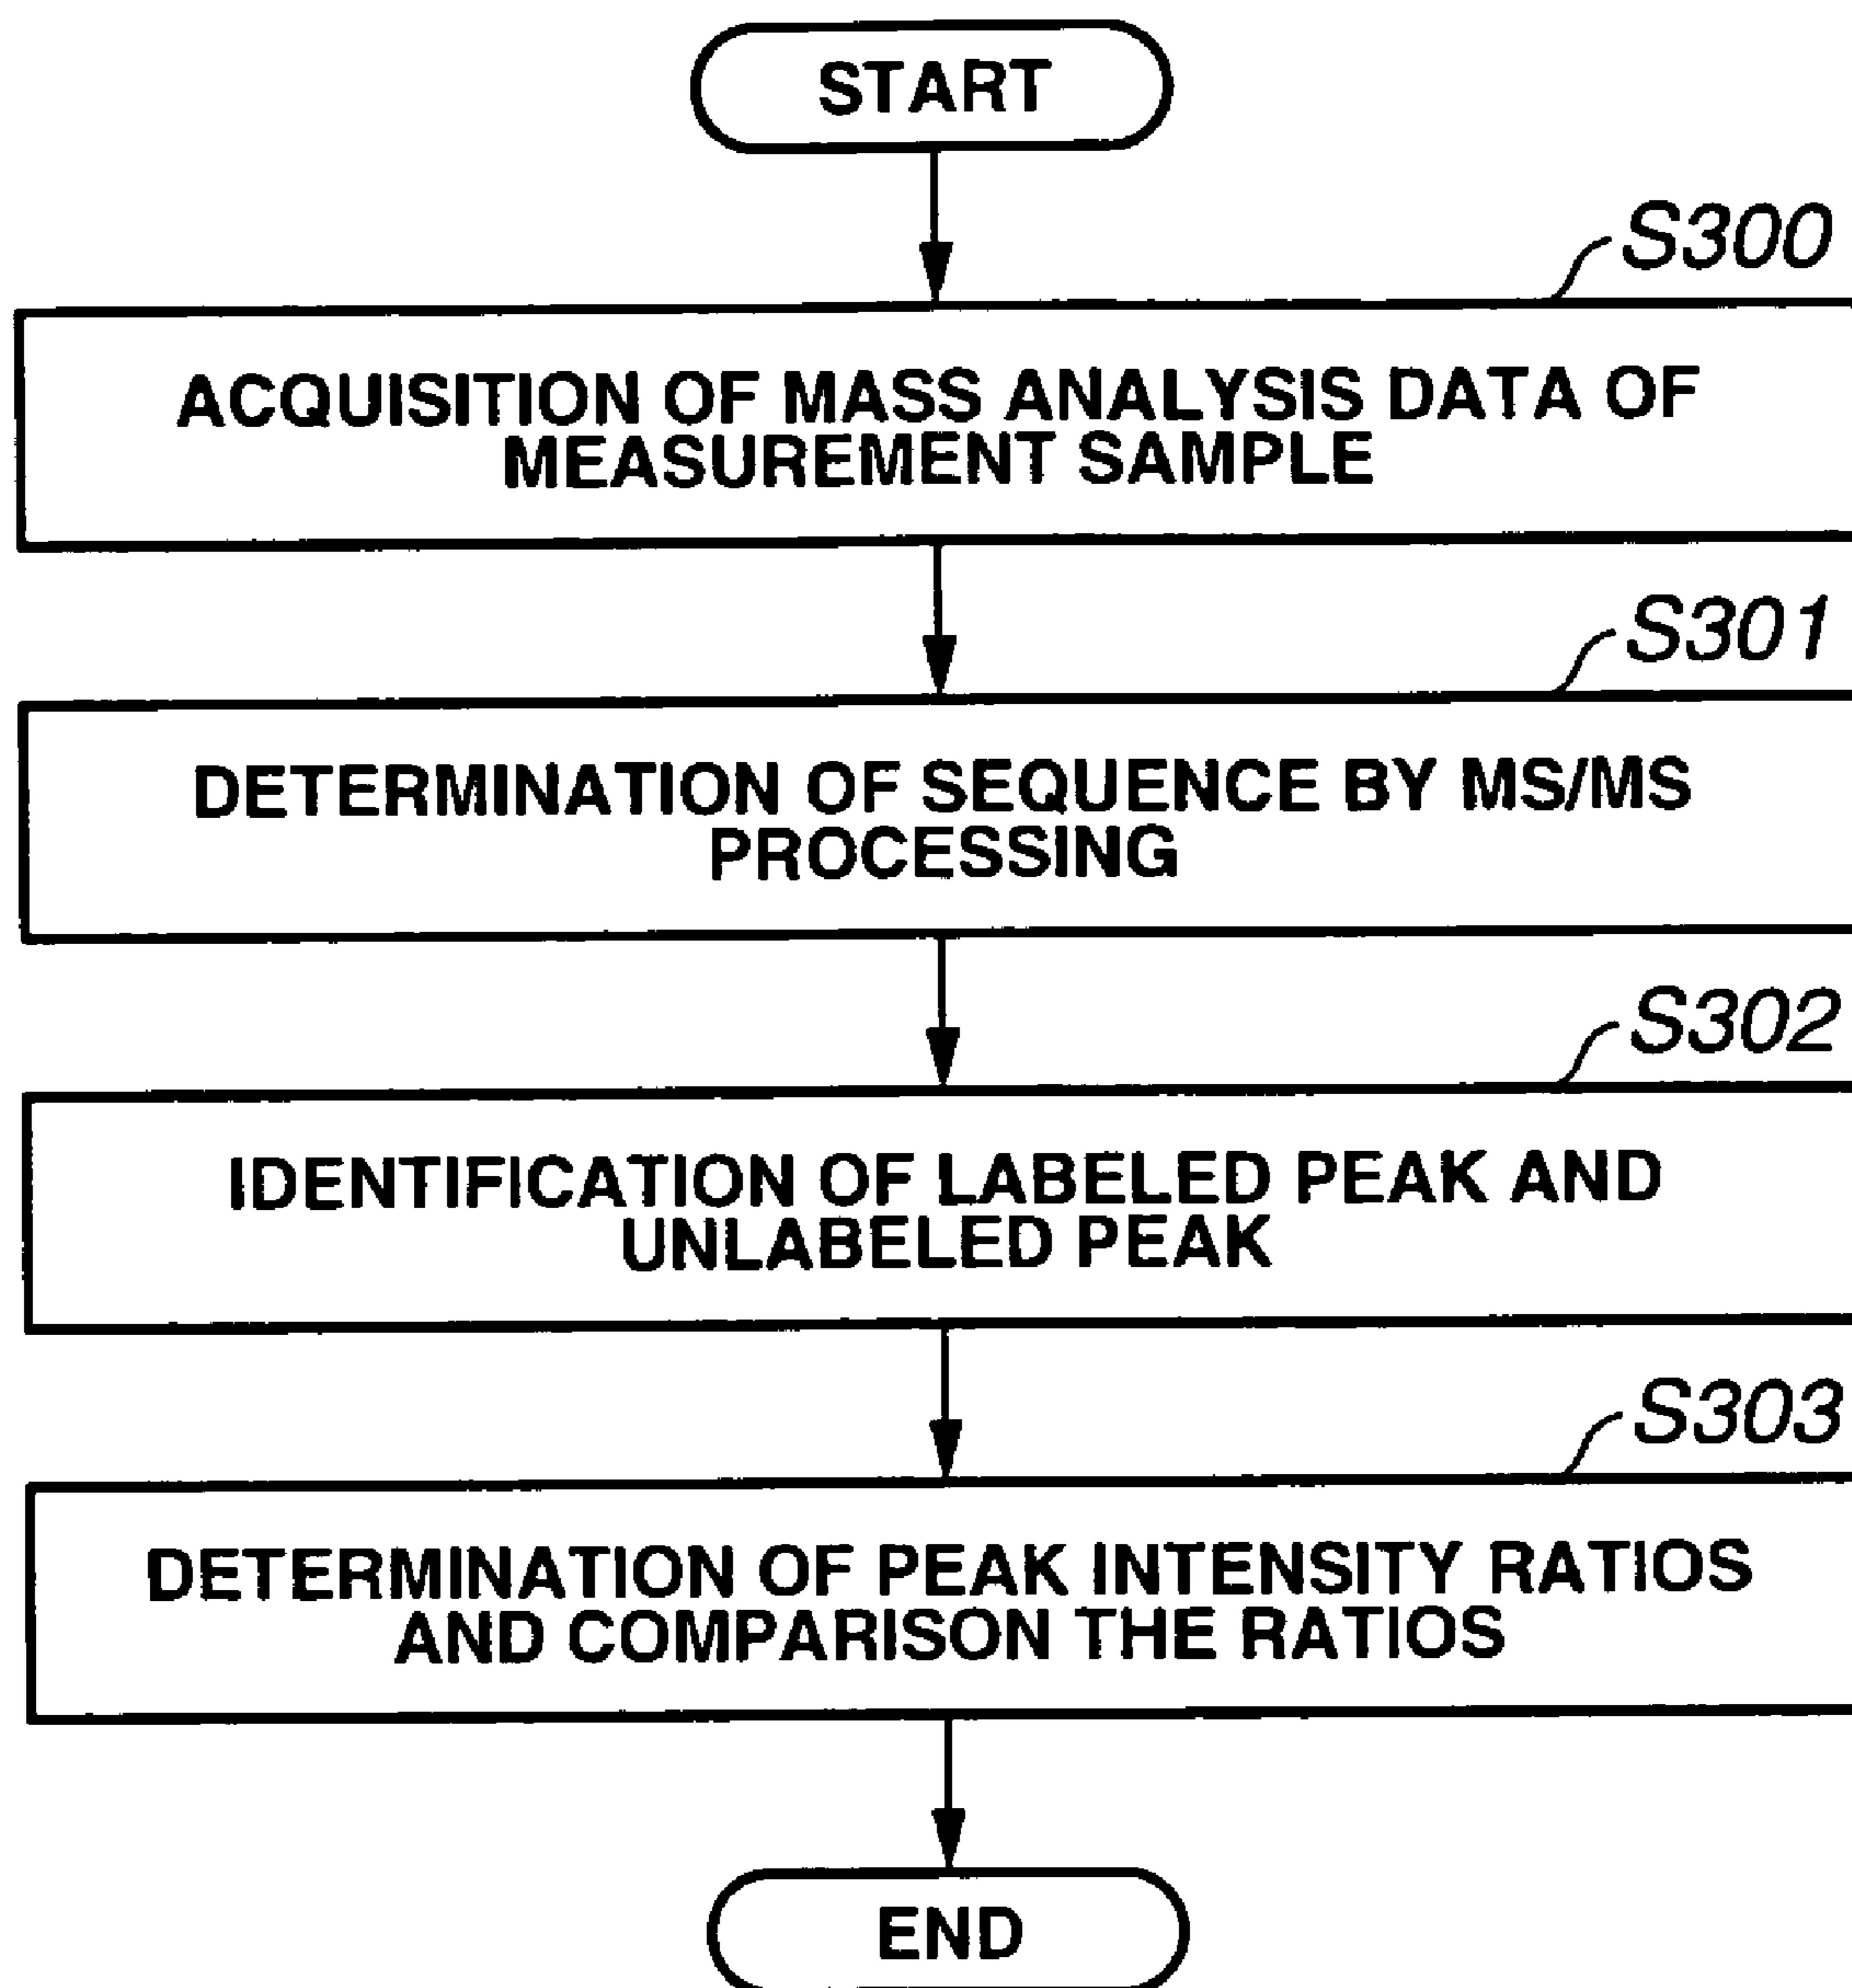 START
S300
ACQUISITION OF MASS ANALYSIS DATA OF
MEASUREMENT SAMPLE
S301
DETERMINATION OF SEQUENCE BY MS/MS
PROCESSING
S302
IDENTIFICATION OF LABELED PEAK AND
UNLABELED PEAK
S303
DETERMINATION OF PEAK INTENSITY RATIOS
AND COMPARISON THE RATIOS
END